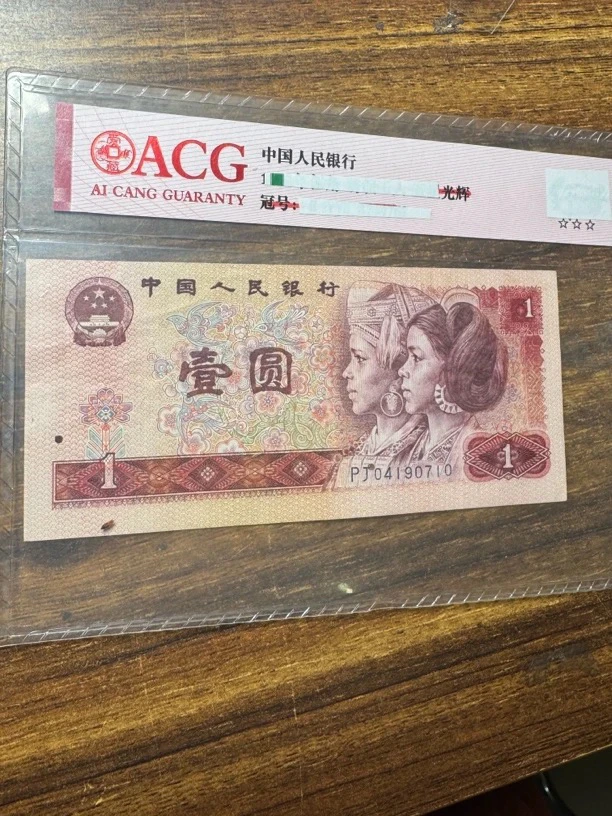 ACG
AI CANG GUARANTY
中国人民银行
光辉
冠号:
☆☆☆
中国人民银行
壹圆
1
1
PJ04190710
1